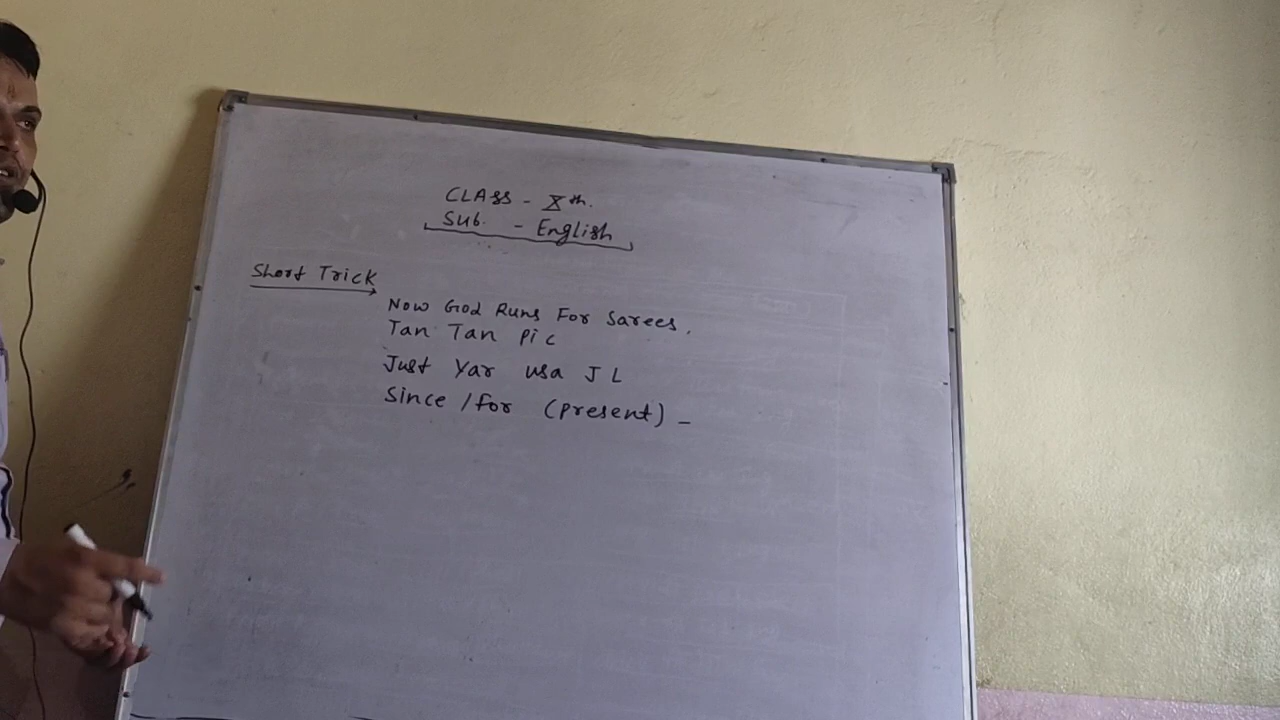 CLASS - Xth.
Sub. - English
Short Trick
Now God Runs For Sarees.
Tan Tan Pic
Just Yar usa J L
Since / for (present) -